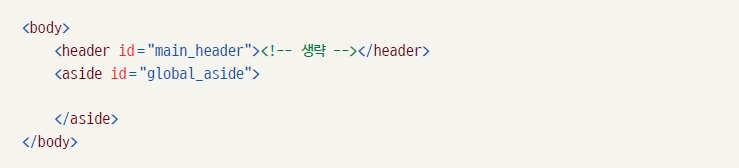 <body>
<header id="main_header"><!-- 생략 --></header>
<aside id="global_aside">
</aside>
</body>